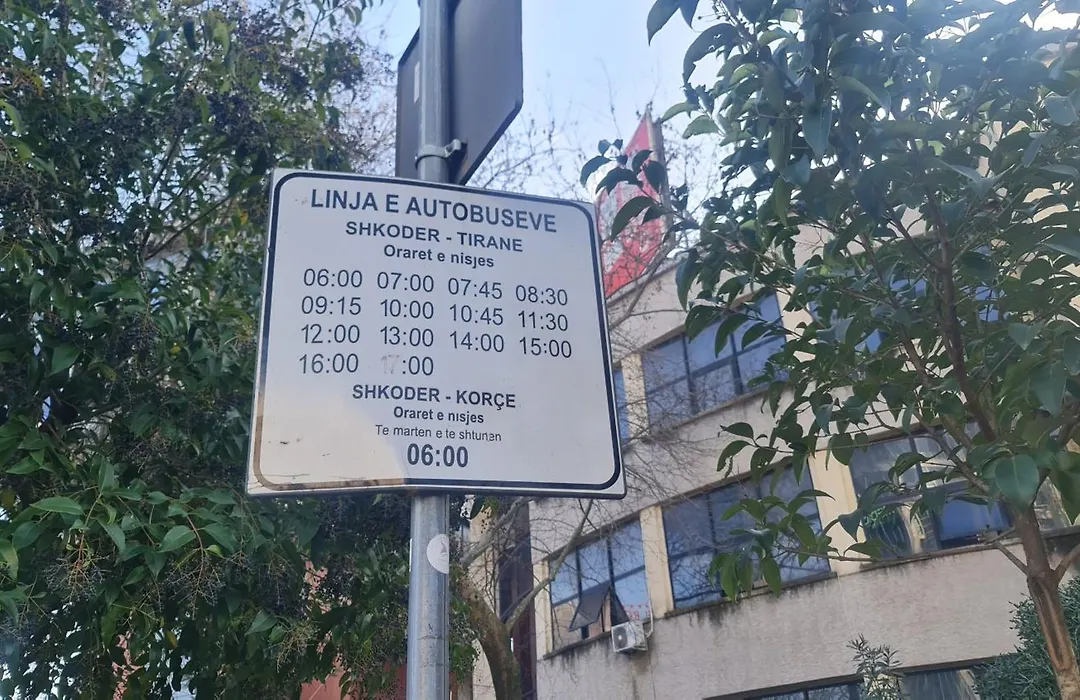 LINJA E AUTOBUSEVE
SHKODER - TIRANE
Oraret e nisjes
06:00 07:00 07:45 08:30
09:15 10:00 10:45 11:30
12:00 13:00 14:00 15:00
16:00 17:00
SHKODER - KORÇE
Oraret e nisjes
Te marten e te shtunen
06:00